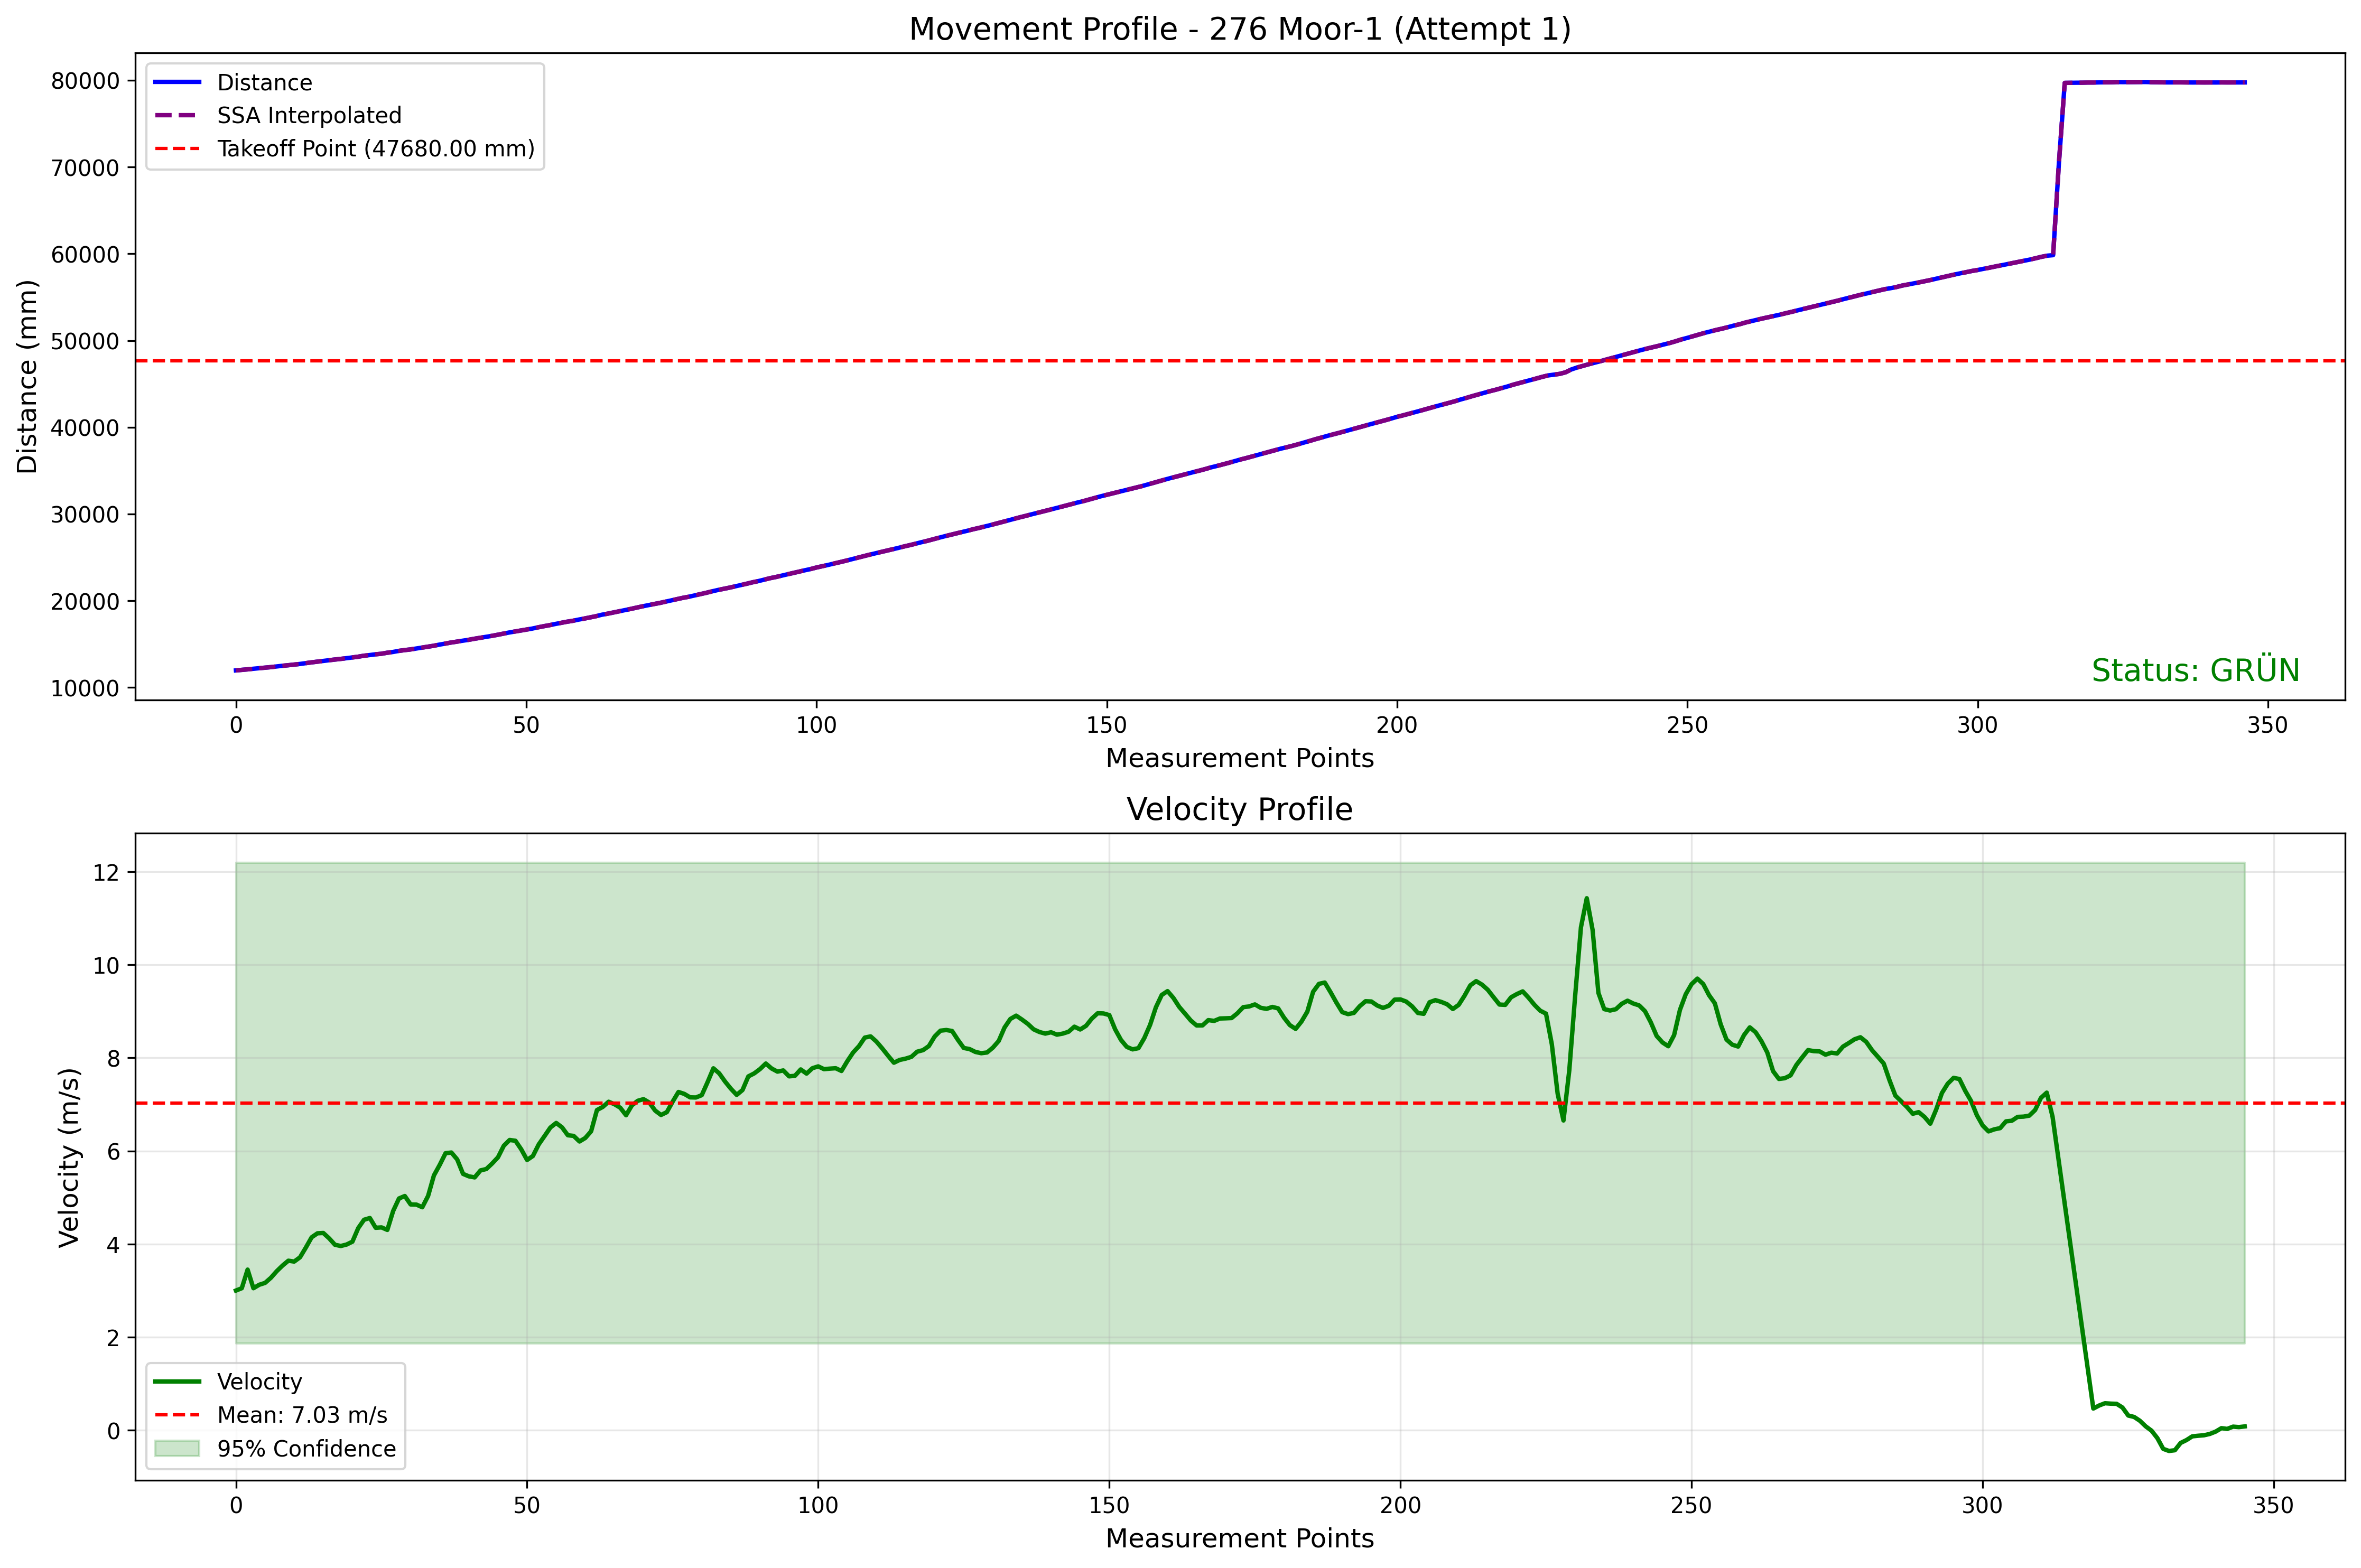 Movement Profile - 276 Moor-1 (Attempt 1)
Distance (mm)
80000
70000
60000
50000
40000
30000
20000
10000
Distance
SSA Interpolated
Takeoff Point (47680.00 mm)
Status: GRÜN
0 50 100 150 200 250 300 350
Measurement Points
Velocity Profile
Velocity (m/s)
12
10
8
6
4
2
0
Velocity
Mean: 7.03 m/s
95% Confidence
0 50 100 150 200 250 300 350
Measurement Points